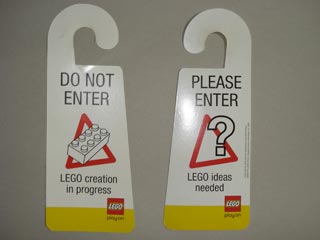 DO NOT
ENTER
LEGO creation
in progress
LEGO
play on
PLEASE
ENTER
?
LEGO ideas
needed
LEGO
play on